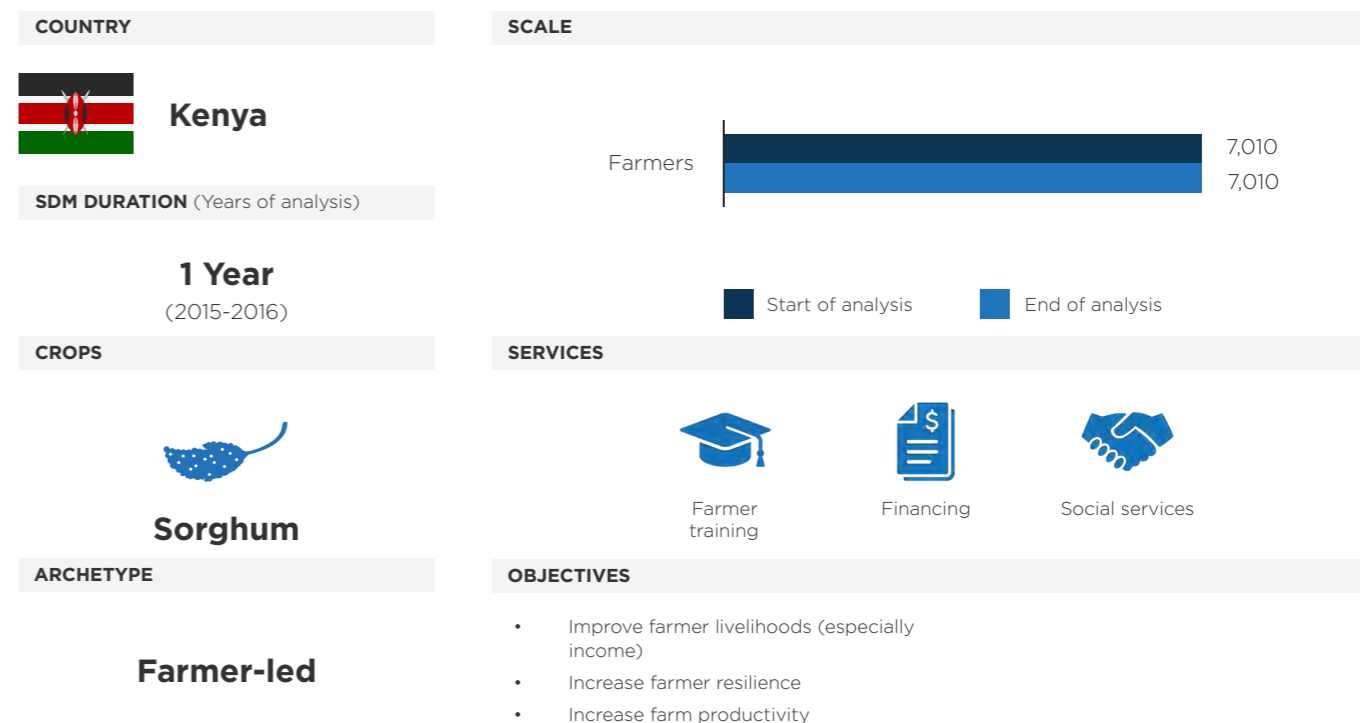 COUNTRY
Kenya
SDM DURATION (Years of analysis)
1 Year
(2015-2016)
CROPS
Sorghum
ARCHETYPE
Farmer-led
SCALE
Farmers
7,010
7,010
Start of analysis
End of analysis
SERVICES
$
Farmer
training
Financing
Social services
OBJECTIVES
• Improve farmer livelihoods (especially
income)
• Increase farmer resilience
• Increase farm productivity